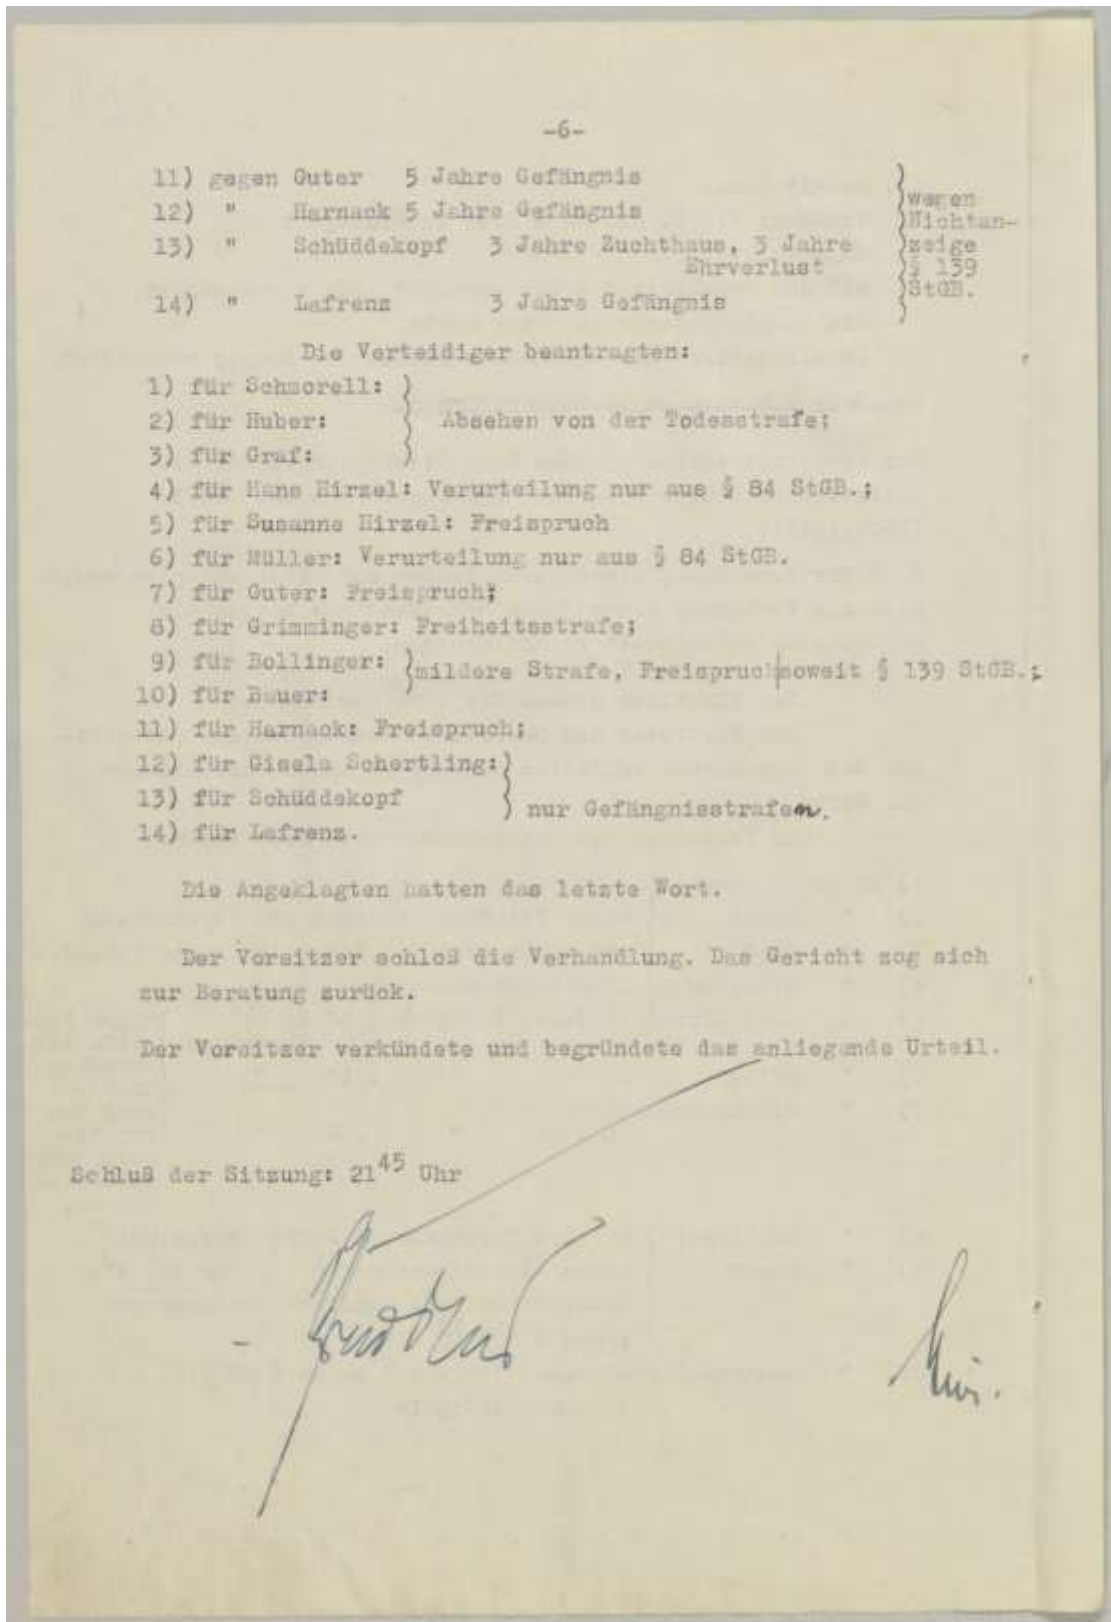 -6-
11) gegen Guter 5 Jahre Gefängnis
12) " Harnack 5 Jahre Gefängnis
13) " Schüddekopf 3 Jahre Zuchthaus, 3 Jahre
Ehrverlust
14) " Lafrenz 3 Jahre Gefängnis
wegen
Nichtan-
zeige
§ 139
StGB.
Die Verteidiger beantragten:
1) für Schmorell:
2) für Huber: Absehen von der Todesstrafe;
3) für Graf:
4) für Hans Hirzel: Verurteilung nur aus § 84 StGB.;
5) für Susanne Hirzel: Freispruch
6) für Müller: Verurteilung nur aus § 84 StGB.
7) für Guter: Freispruch;
8) für Grimminger: Freiheitsstrafe;
9) für Bollinger: mildere Strafe, Freispruch soweit § 139 StGB.;
10) für Bauer:
11) für Harnack: Freispruch;
12) für Gisela Schertling:
13) für Schüddekopf nur Gefängnisstrafen.
14) für Lafrenz.
Die Angeklagten hatten das letzte Wort.
Der Vorsitzer schloß die Verhandlung. Das Gericht zog sich
zur Beratung zurück.
Der Vorsitzer verkündete und begründete das anliegende Urteil.
Schluß der Sitzung: 21⁴⁵ Uhr